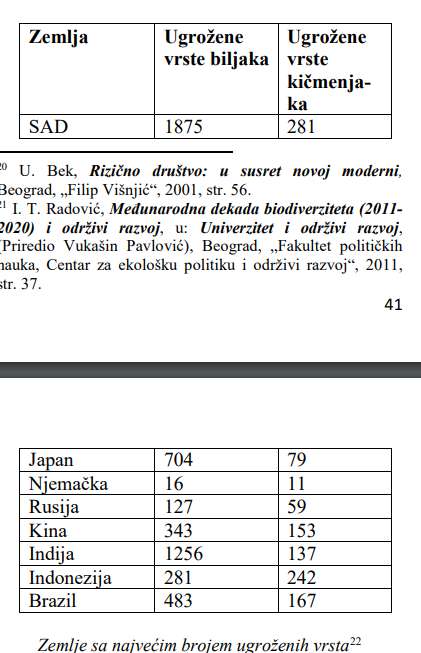 Zemlja Ugrožene vrste biljaka Ugrožene vrste kičmenja-ka
SAD 1875 281
20 U. Bek, Rizično društvo: u susret novoj moderni,
Beograd, „Filip Višnjić“, 2001, str. 56.
21 I. T. Radović, Međunarodna dekada biodiverziteta (2011-
2020) i održivi razvoj, u: Univerzitet i održivi razvoj,
(Priredio Vukašin Pavlović), Beograd, „Fakultet političkih
nauka, Centar za ekološku politiku i održivi razvoj“, 2011,
str. 37.
41
Japan 704 79
Njemačka 16 11
Rusija 127 59
Kina 343 153
Indija 1256 137
Indonezija 281 242
Brazil 483 167
Zemlje sa najvećim brojem ugroženih vrsta22